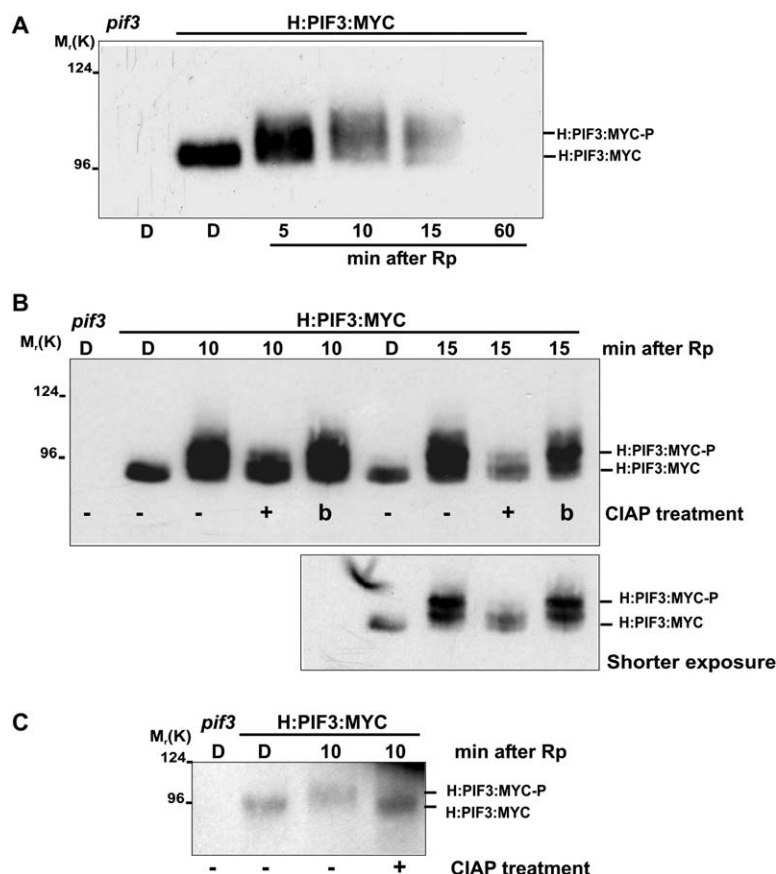 A
pif3 H:PIF3:MYC
Mr(K)
124
96
H:PIF3:MYC-P
H:PIF3:MYC
D D 5 10 15 60
min after Rp
B
pif3 H:PIF3:MYC
Mr(K) D D 10 10 10 D 15 15 15 min after Rp
124
96
H:PIF3:MYC-P
H:PIF3:MYC
- - - + b - - + b CIAP treatment
H:PIF3:MYC-P
H:PIF3:MYC
Shorter exposure
C
pif3 H:PIF3:MYC
Mr(K) D D 10 10 min after Rp
124
96
H:PIF3:MYC-P
H:PIF3:MYC
- - - + CIAP treatment